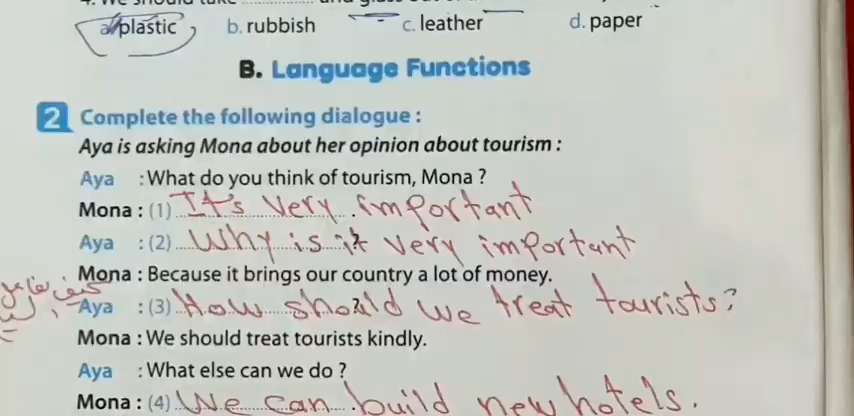 and glass
a. plastic b. rubbish c. leather d. paper
B. Language Functions
2 Complete the following dialogue :
Aya is asking Mona about her opinion about tourism :
Aya : What do you think of tourism, Mona ?
Mona : (1) It's very important
Aya : (2) Why is it very important ?
Mona : Because it brings our country a lot of money.
Aya : (3) How should we treat tourists? ?
Mona : We should treat tourists kindly.
Aya : What else can we do ?
Mona : (4) We can build new hotels.